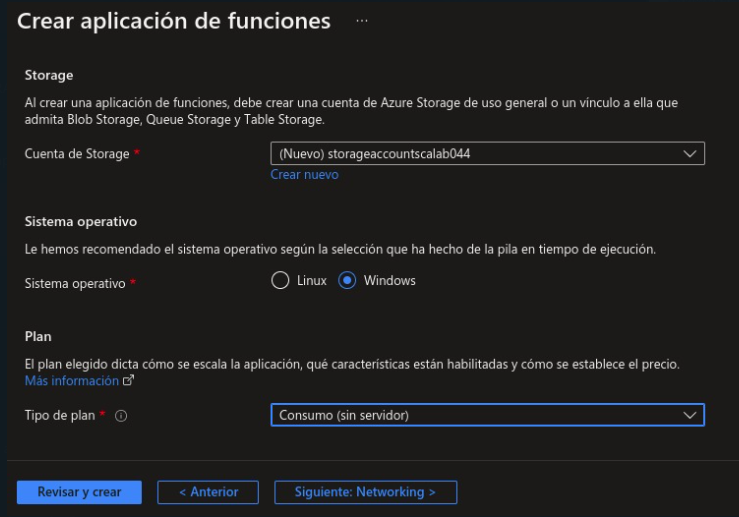 Crear aplicación de funciones ...
Storage
Al crear una aplicación de funciones, debe crear una cuenta de Azure Storage de uso general o un vínculo a ella que
admita Blob Storage, Queue Storage y Table Storage.
Cuenta de Storage *
(Nuevo) storageaccountscalab044
Crear nuevo
Sistema operativo
Le hemos recomendado el sistema operativo según la selección que ha hecho de la pila en tiempo de ejecución.
Sistema operativo *
Linux
Windows
Plan
El plan elegido dicta cómo se escala la aplicación, qué características están habilitadas y cómo se establece el precio.
Más información
Tipo de plan *
Consumo (sin servidor)
Revisar y crear
< Anterior
Siguiente: Networking >